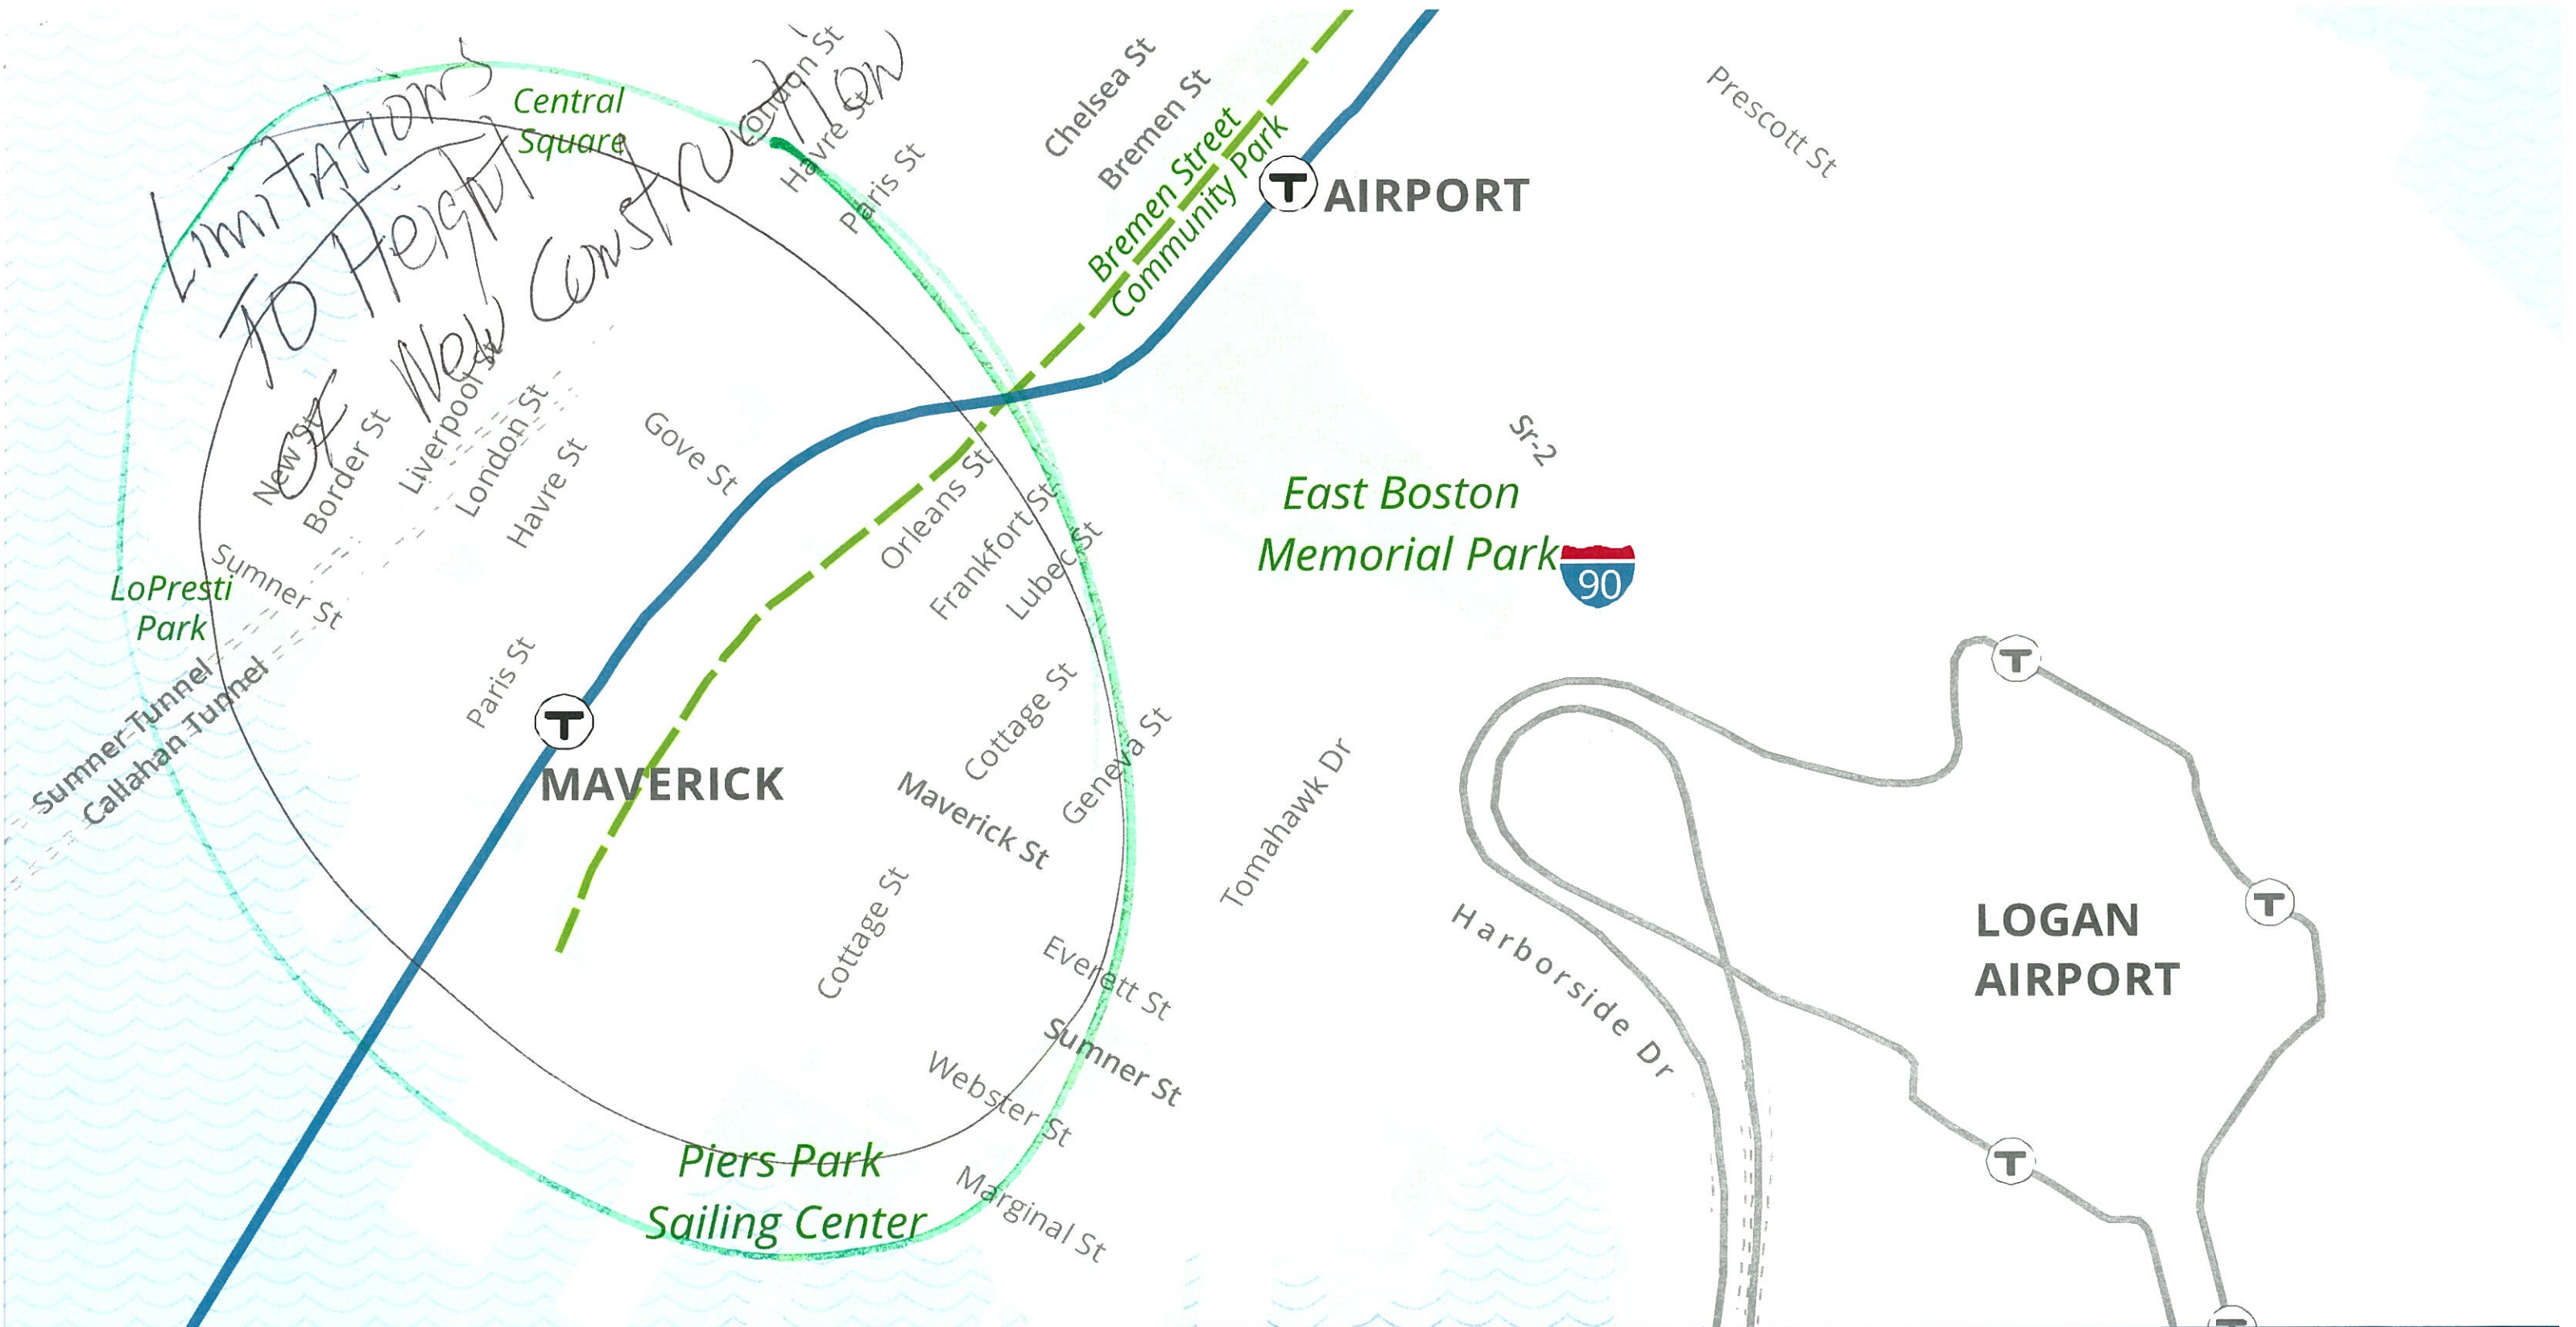 Limitations
To Height
of New Construction
Central
Square
London St
Havre St
Paris St
Chelsea St
Bremen St
Bremen Street
Community Park
T AIRPORT
Prescott St
New St
Border St
Liverpool St
London St
Havre St
Gove St
Orleans St
Frankfort St
Lubec St
Sr-2
East Boston
Memorial Park
90
LoPresti
Park
Sumner St
Sumner Tunnel
Callahan Tunnel
Paris St
T
MAVERICK
Cottage St
Geneva St
Maverick St
Tomahawk Dr
Cottage St
Everett St
Sumner St
Webster St
Marginal St
Piers Park
Sailing Center
Harborside Dr
T
T
LOGAN
AIRPORT
T
T